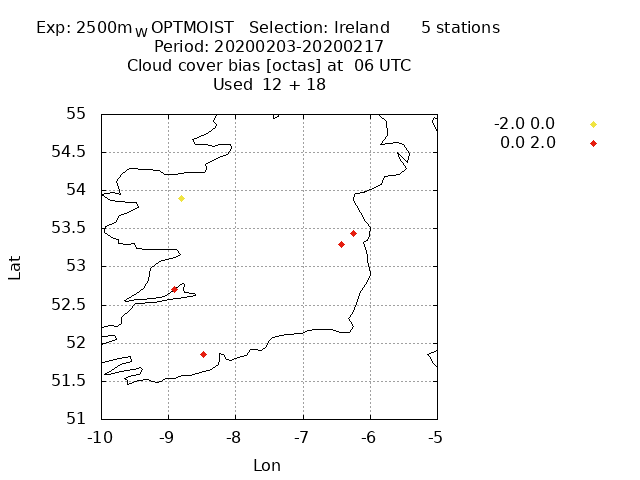 Exp: 2500m_W OPTMOIST Selection: Ireland 5 stations
Period: 20200203-20200217
Cloud cover bias [octas] at 06 UTC
Used 12 + 18
-2.0 0.0
0.0 2.0
55
54.5
54
53.5
53
52.5
52
51.5
51
Lat
-10 -9 -8 -7 -6 -5
Lon